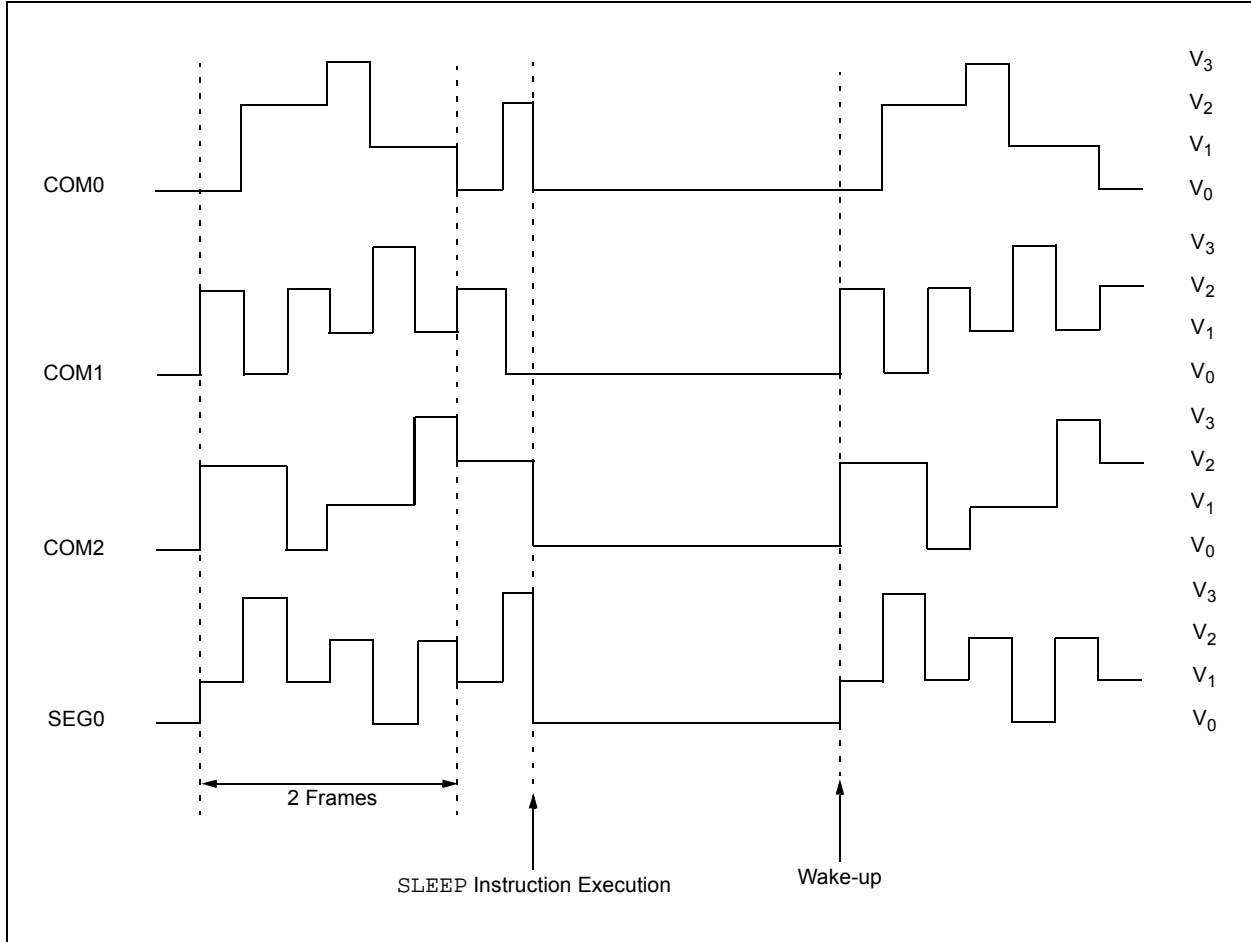 V3
V2
V1
COM0 V0
V3
V2
V1
COM1 V0
V3
V2
V1
COM2 V0
V3
V2
V1
SEG0 V0
2 Frames
SLEEP Instruction Execution
Wake-up